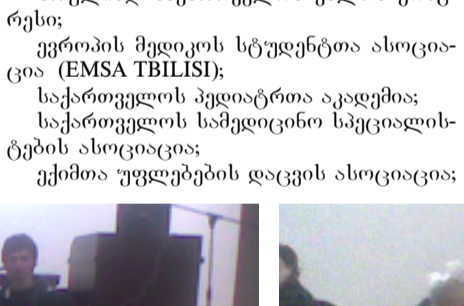 რესი;
ევროპის მედიკოს სტუდენტთა ასოცია-
ცია (EMSA TBILISI);
საქართველოს პედიატრთა აკადემია;
საქართველოს სამედიცინო სპეციალის-
ტების ასოციაცია;
ექიმთა უფლებების დაცვის ასოციაცია;